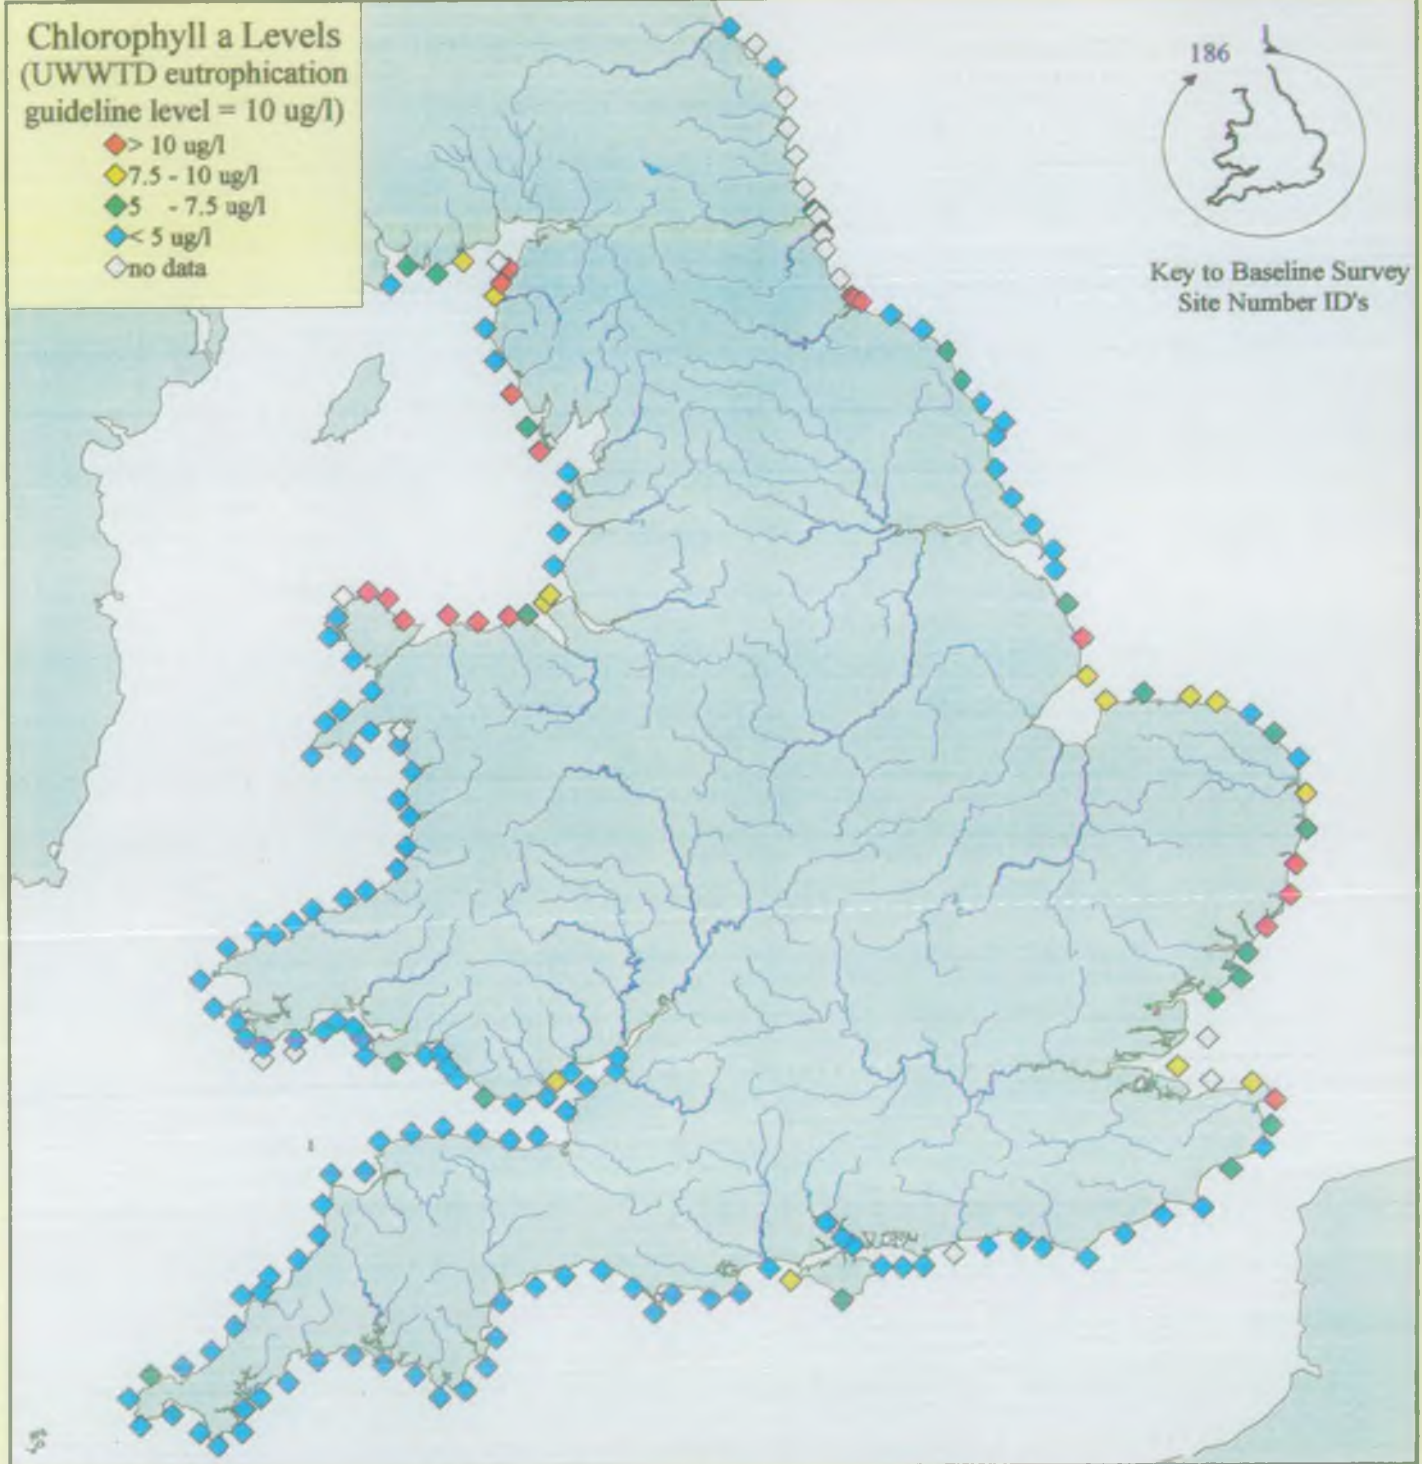 Chlorophyll a Levels
(UWWTD eutrophication
guideline level = 10 ug/l)
> 10 ug/l
7.5 - 10 ug/l
5 - 7.5 ug/l
< 5 ug/l
no data
1
186
Key to Baseline Survey
Site Number ID's